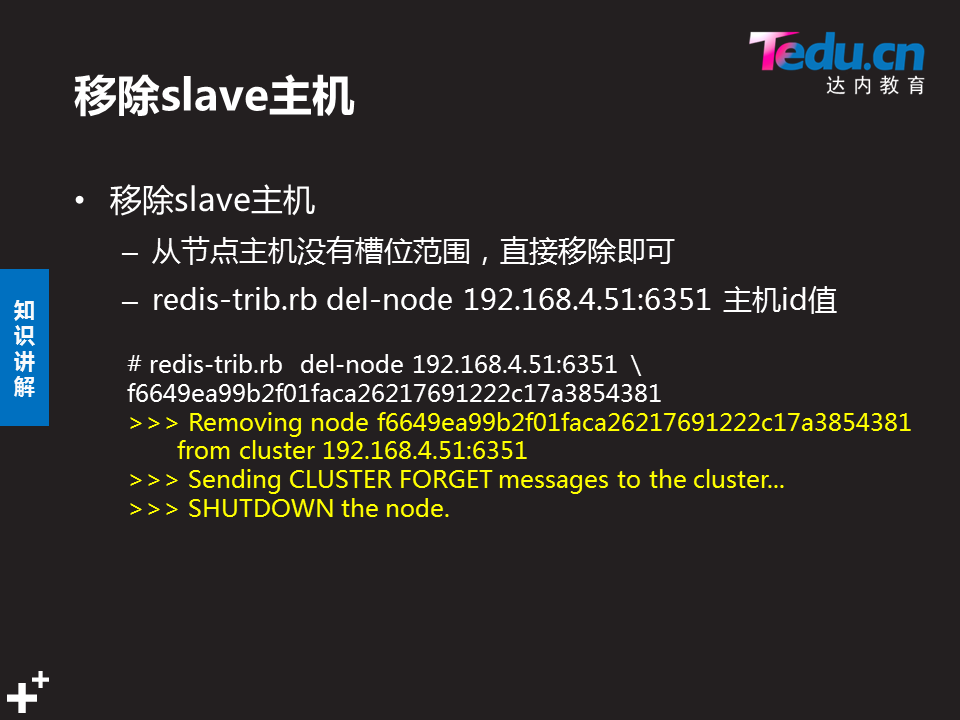 Tedu.cn
达内教育
移除slave主机
• 移除slave主机
– 从节点主机没有槽位范围，直接移除即可
– redis-trib.rb del-node 192.168.4.51:6351 主机id值
知识讲解
# redis-trib.rb del-node 192.168.4.51:6351 \
f6649ea99b2f01faca26217691222c17a3854381
>>> Removing node f6649ea99b2f01faca26217691222c17a3854381
from cluster 192.168.4.51:6351
>>> Sending CLUSTER FORGET messages to the cluster...
>>> SHUTDOWN the node.